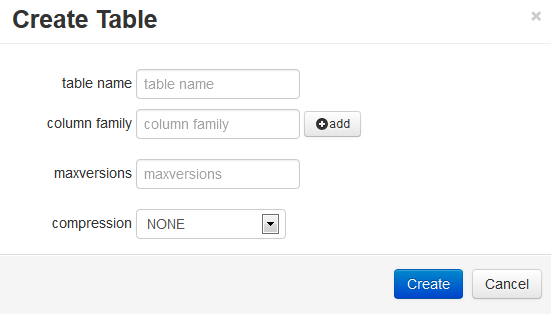 Create Table ×
table name table name
column family column family add
maxversions maxversions
compression NONE
Create Cancel